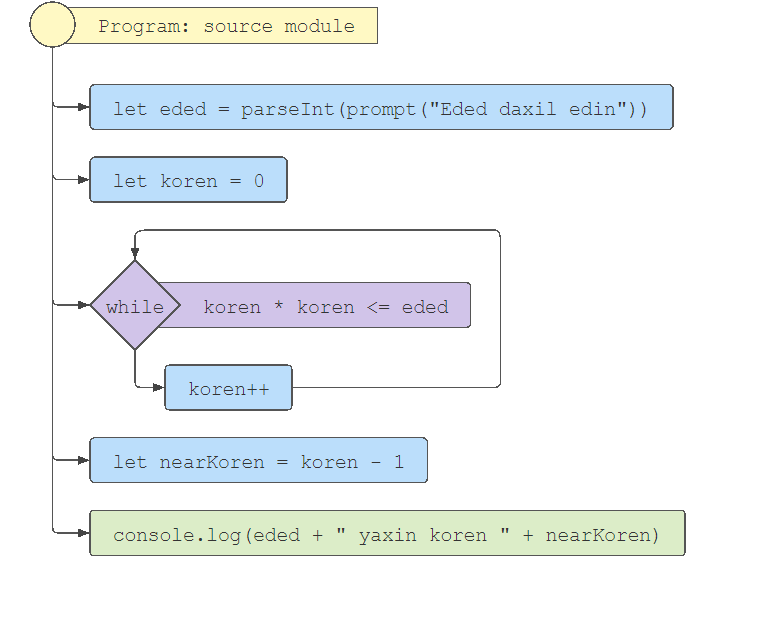 Program: source module
let eded = parseInt(prompt("Eded daxil edin"))
let koren = 0
while koren * koren <= eded
koren++
let nearKoren = koren - 1
console.log(eded + " yaxin koren " + nearKoren)